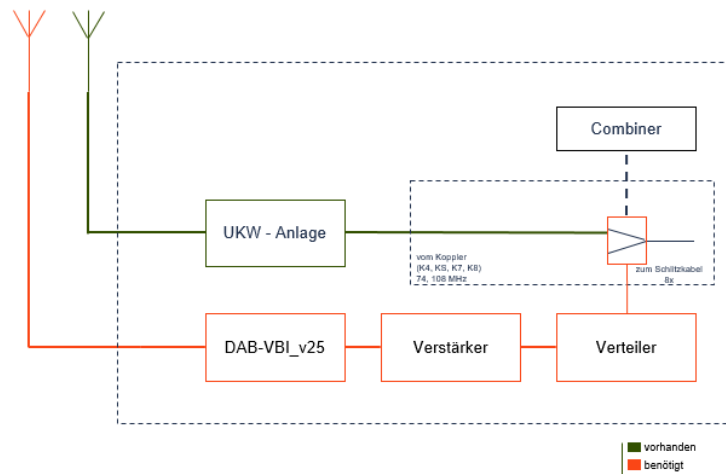 Combiner
UKW - Anlage
vom Koppler
(K4, KS, K7, K8)
74, 108 MHz
zum Schlitzkabel
8x
DAB-VBI_v25
Verstärker
Verteiler
vorhanden
benötigt